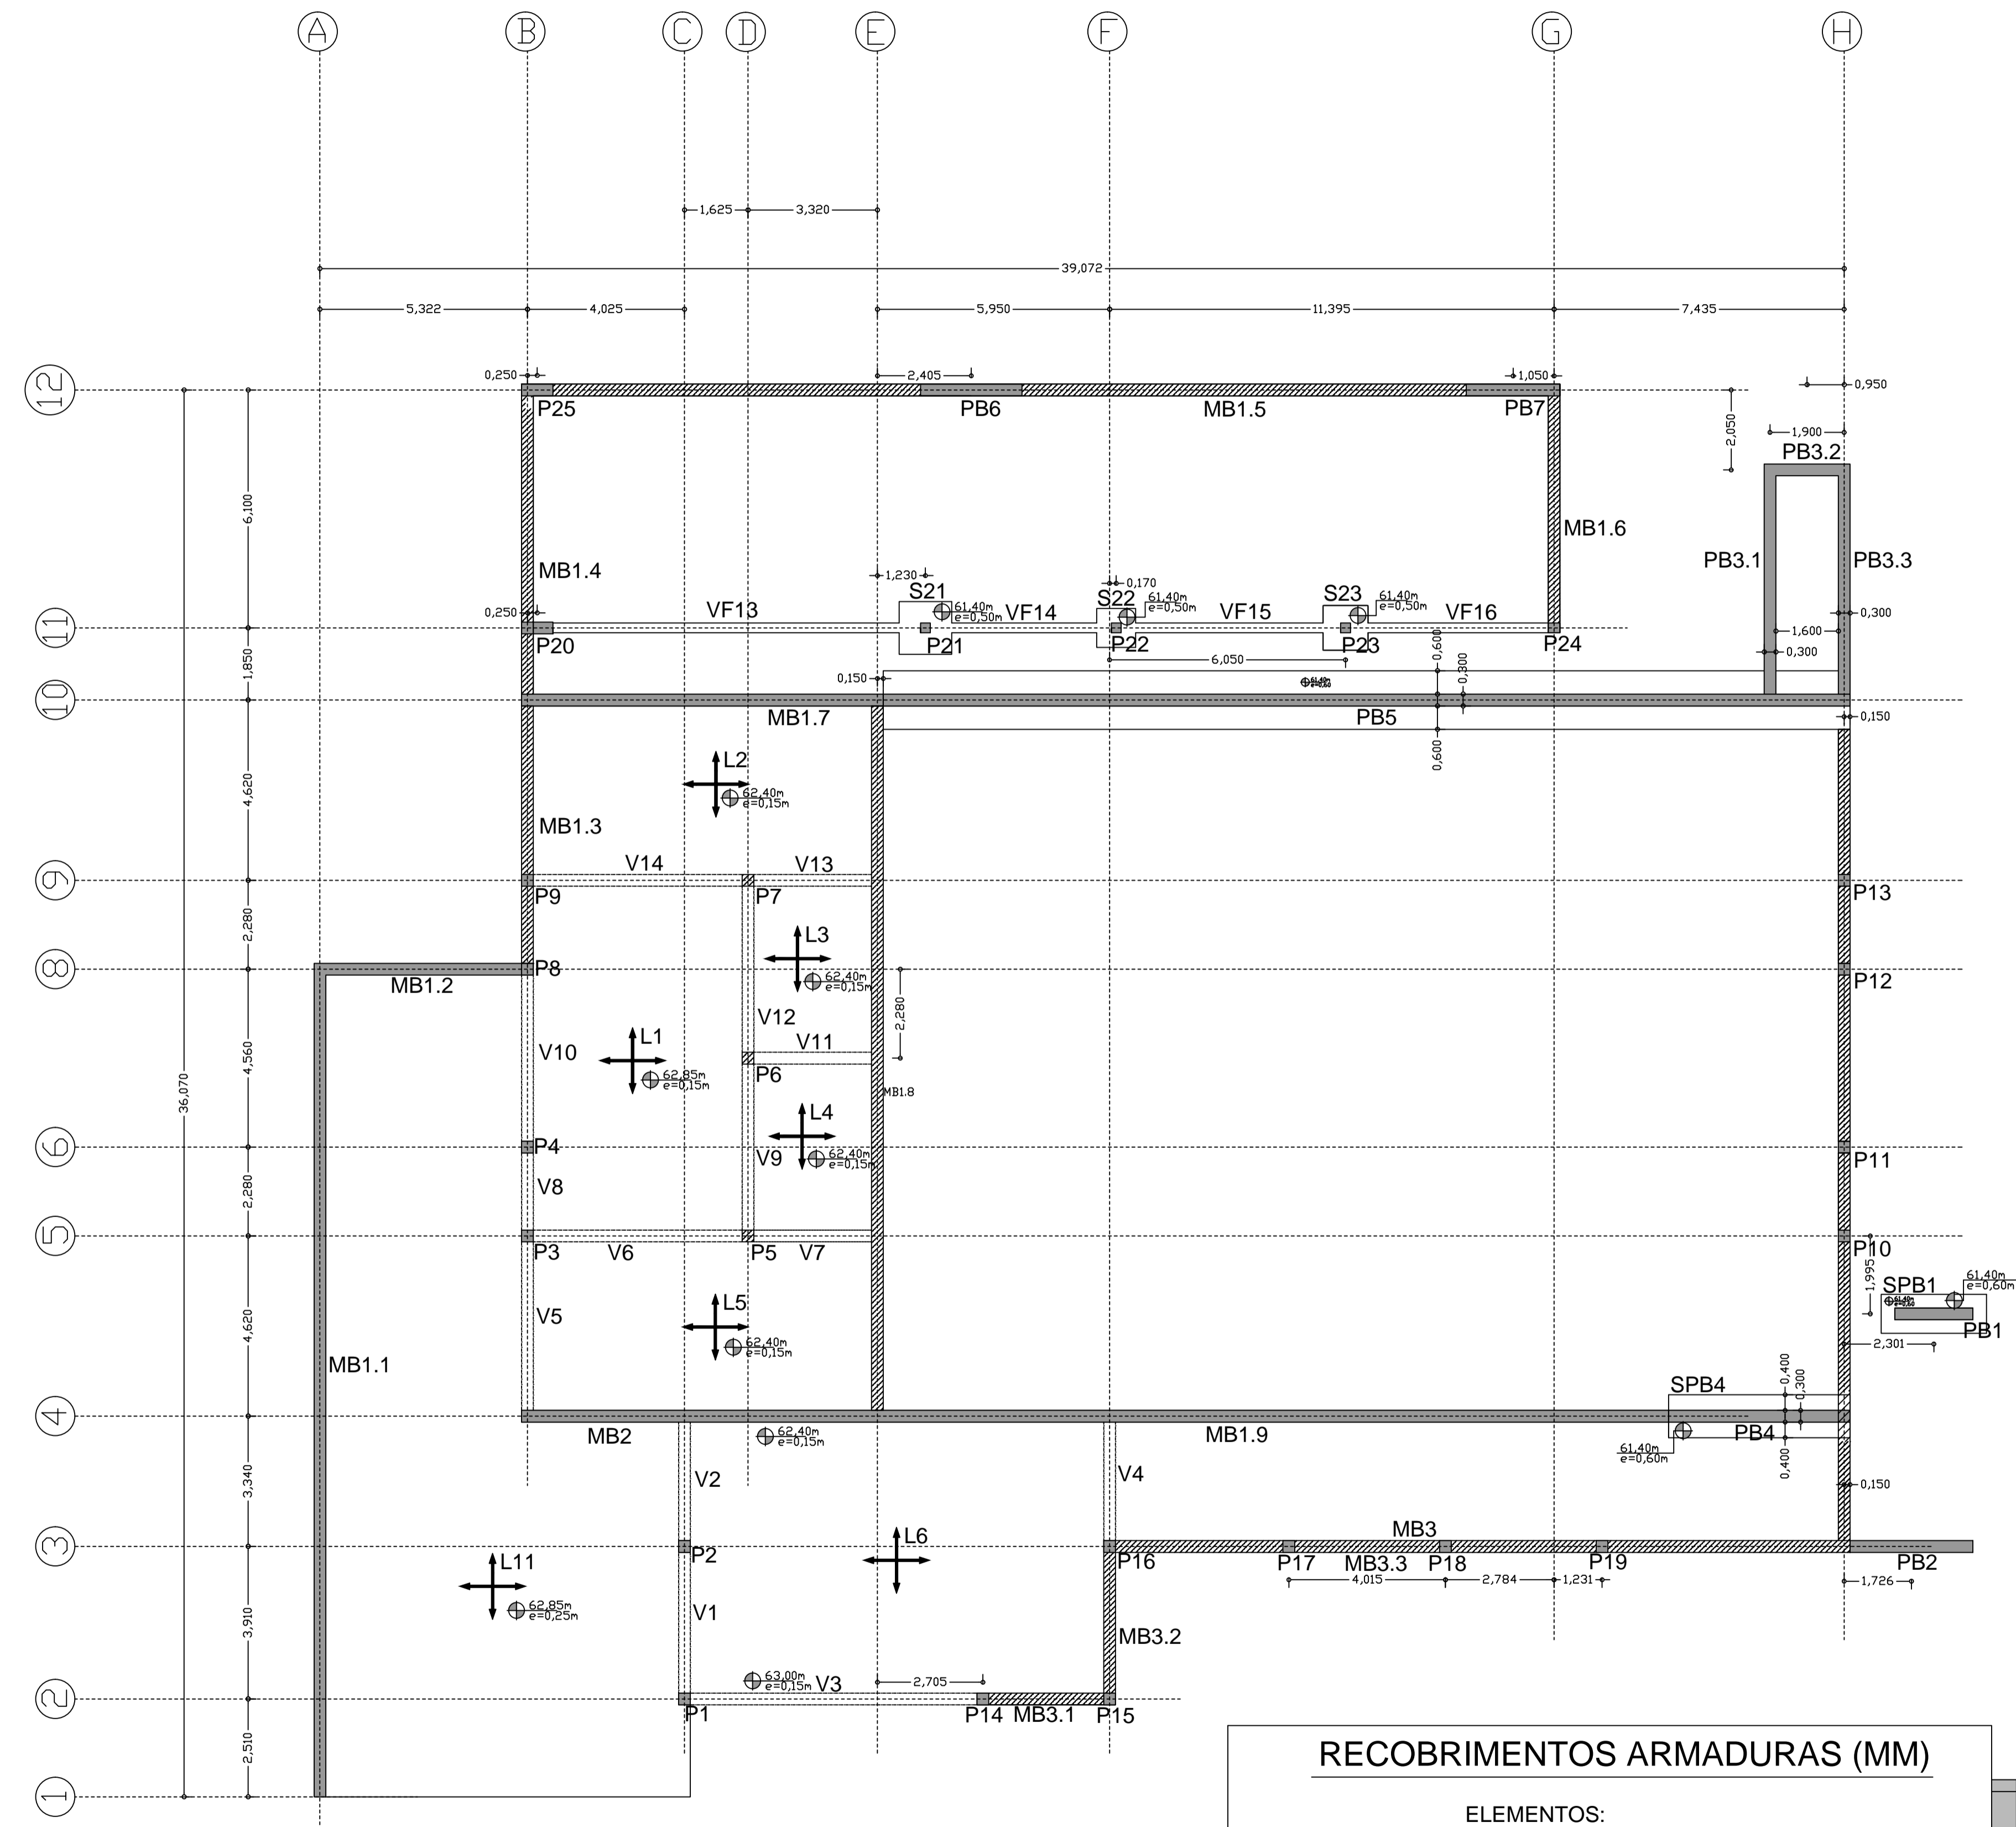 A B C D E F G H
1,625 3,320
39,072
5,322 4,025 5,950 11,395 7,435
12
0,250 2,405 1,050 0,950
P25 PB6 MB1.5 PB7
2,050
1,900
PB3.2
6,100
MB1.6
PB3.1 PB3.3
MB1.4
1,230 0,170
S21 S22 S23
61,40m
e=0,50m
61,40m
e=0,50m
61,40m
e=0,50m
0,250 VF13 VF14 VF15 VF16
0,300
11
P20 P21 P22 P23 P24
1,600
0,300
6,050
0,600
0,300
1,850
0,150
10
MB1.7 PB5
0,150
0,600
L2
62,40m
e=0,15m
4,620
MB1.3
V14 V13
9
P9 P7 P13
2,280
L3
62,40m
e=0,15m
8
P8 P12
MB1.2
2,280
V12
V11
L1
V10
62,85m
e=0,15m
4,560
P6
MB1.8
36,070
L4
62,40m
e=0,15m
6
P4 P11
V9
V8
2,280
5
P3 V6 P5 V7 P10
1,995
SPB1
61,40m
e=0,60m
PB1
L5
62,40m
e=0,15m
V5
4,620
2,301
MB1.1
0,400
0,300
SPB4
4
MB2
62,40m
e=0,15m
MB1.9 PB4
61,40m
e=0,60m
0,400
V2 V4
3,340
0,150
MB3
L6
3
P2 P16 P17 MB3.3 P18 P19 PB2
L11
4,015 2,784 1,231 1,726
62,85m
e=0,25m
V1
3,910
MB3.2
63,00m
e=0,15m
V3 2,705
2
P1 P14 MB3.1 P15
2,510
1
RECOBRIMENTOS ARMADURAS (MM)
ELEMENTOS: